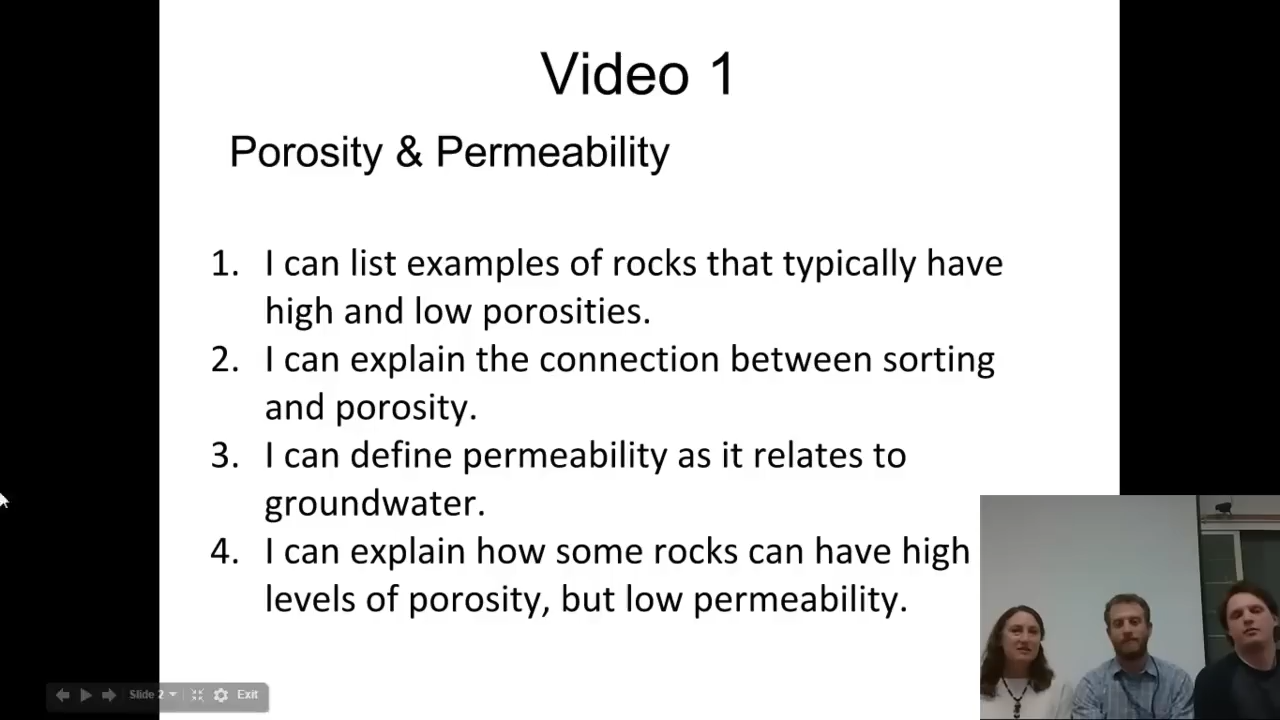 Video 1
Porosity & Permeability
1. I can list examples of rocks that typically have
high and low porosities.
2. I can explain the connection between sorting
and porosity.
3. I can define permeability as it relates to
groundwater.
4. I can explain how some rocks can have high
levels of porosity, but low permeability.
Slide 2 Exit